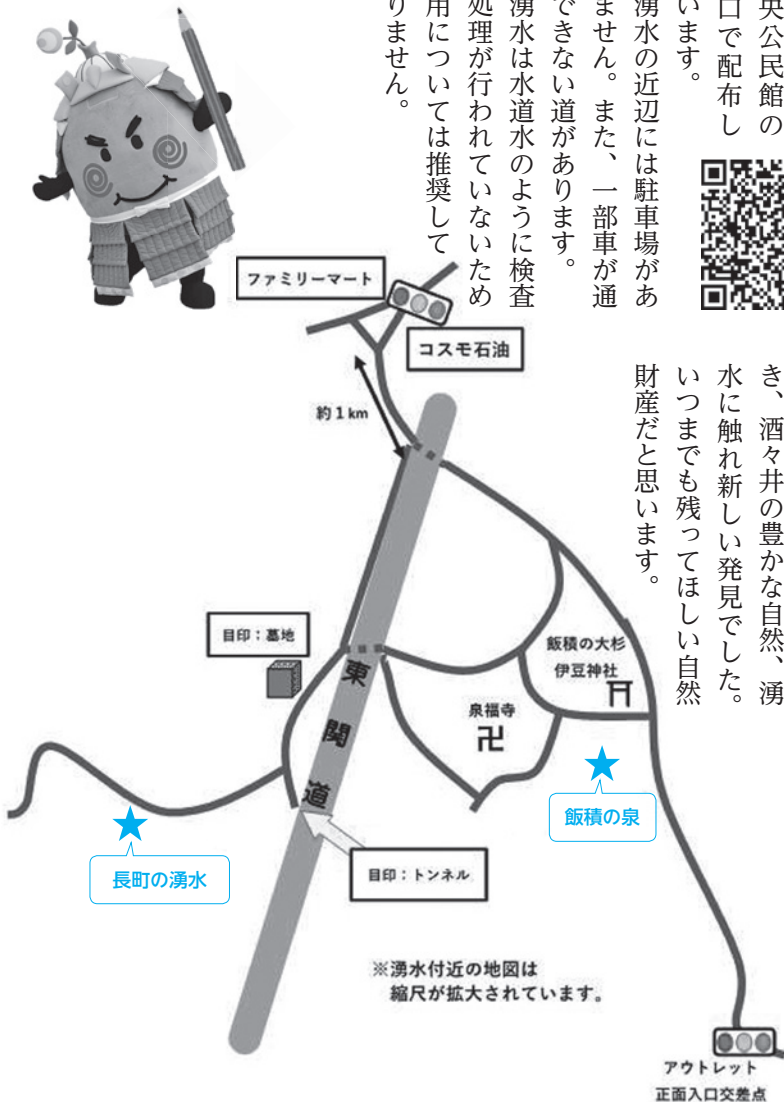 央公民館の
口で配布し
います。
湧水の近辺には駐車場があ
ません。また、一部車が通
できない道があります。
湧水は水道水のように検査
処理が行われていないため
用については推奨して
りません。
き、酒々井の豊かな自然、湧
水に触れ新しい発見でした。
いつまでも残ってほしい自然
財産だと思います。
ファミリーマート
コスモ石油
約1km
目印：墓地
飯積の大杉
伊豆神社
泉福寺
卍
東関道
飯積の泉
長町の湧水
目印：トンネル
※湧水付近の地図は
縮尺が拡大されています。
アウトレット
正面入口交差点